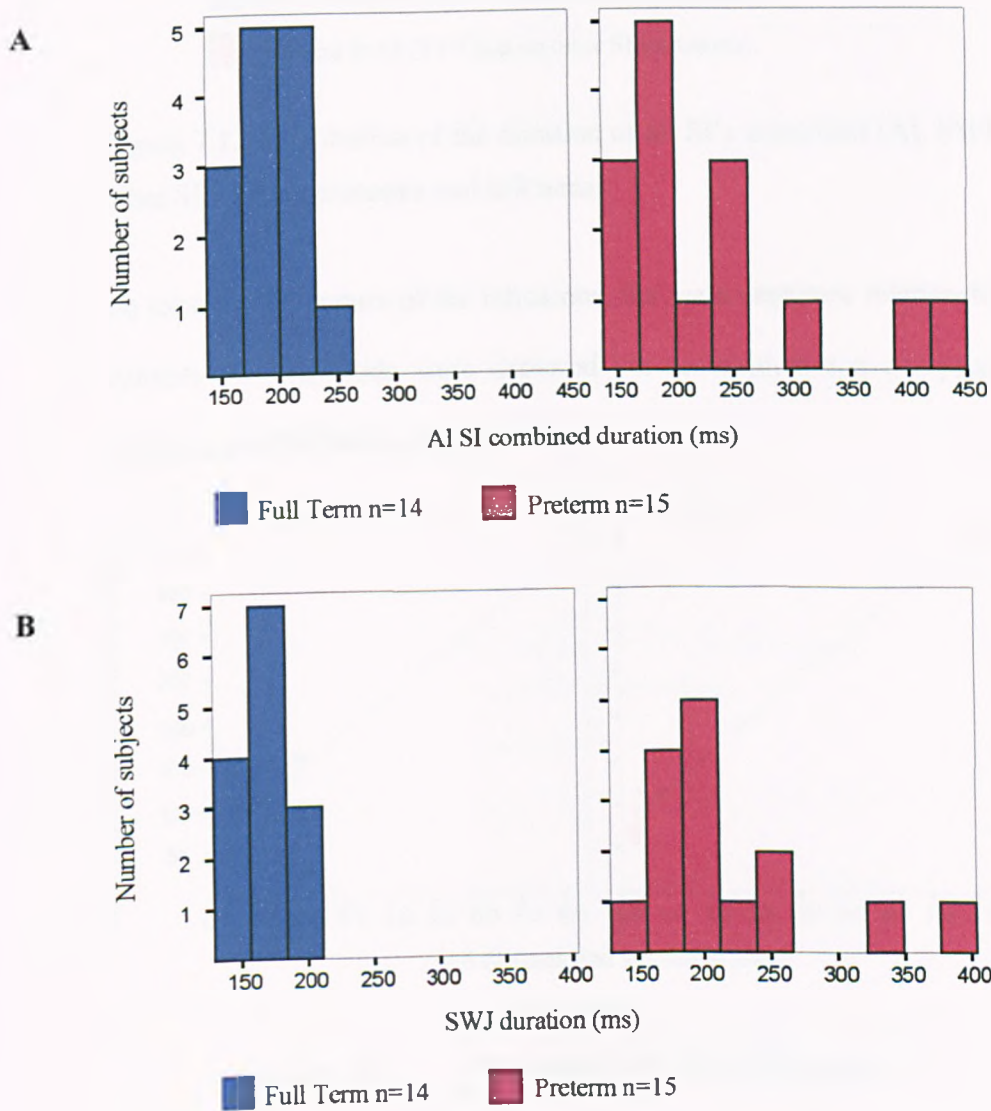 A
Number of subjects
5
4
3
2
1
150 200 250 300 350 400 450 150 200 250 300 350 400 450
AI SI combined duration (ms)
Full Term n=14 Preterm n=15
B
Number of subjects
7
6
5
4
3
2
1
150 200 250 300 350 400 150 200 250 300 350 400
SWJ duration (ms)
Full Term n=14 Preterm n=15